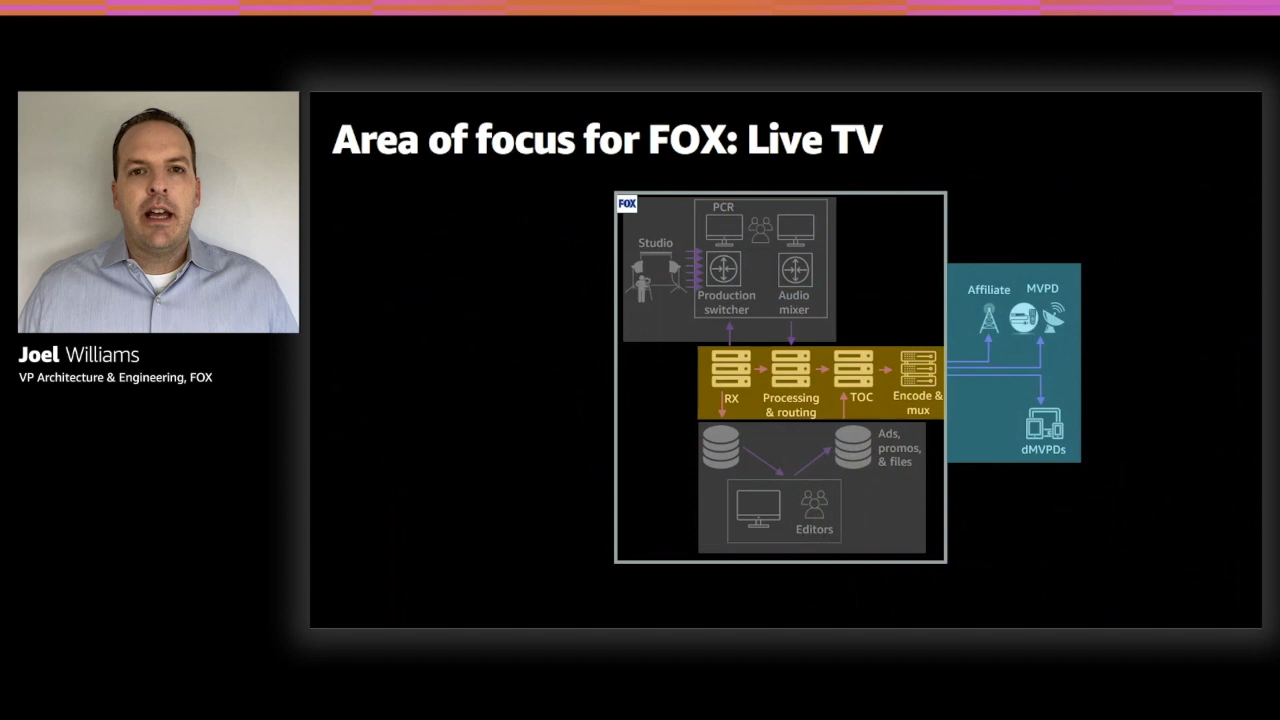 Area of focus for FOX: Live TV
Joel Williams
VP Architecture & Engineering, FOX
FOX
PCR
Studio
Production
switcher
Audio
mixer
RX
Processing
& routing
TOC
Encode &
mux
Ads,
promos,
& files
Editors
Affiliate
MVPD
dMVPDs